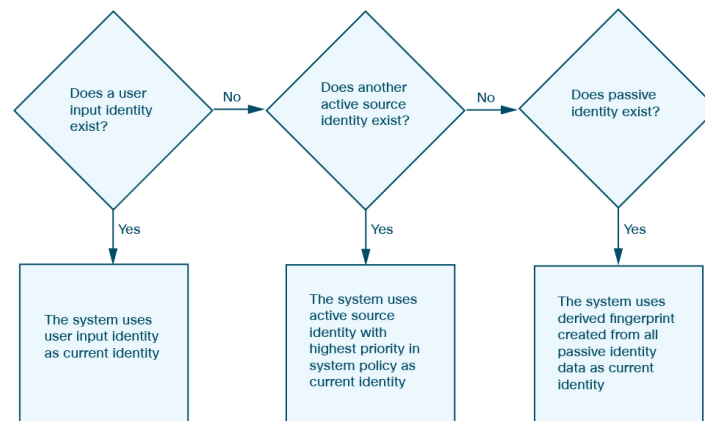 Does a user
input identity
exist?
No
Does another
active source
identity exist?
No
Does passive
identity exist?
Yes
Yes
Yes
The system uses
user input identity
as current identity
The system uses
active source
identity with
highest priority in
system policy as
current identity
The system uses
derived fingerprint
created from all
passive identity
data as current
identity